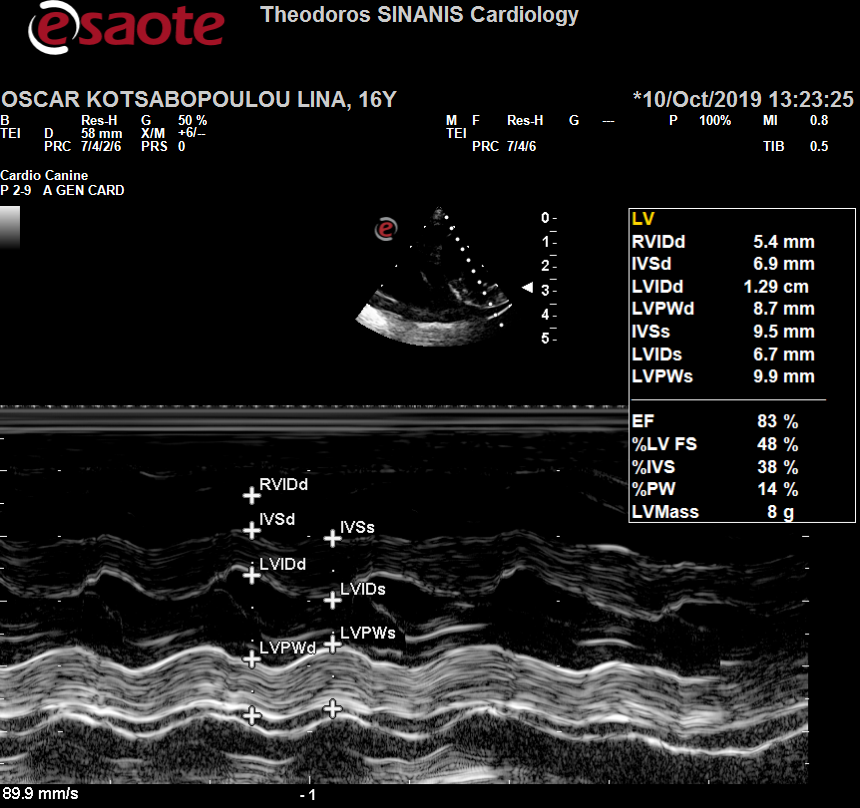 esaote
Theodoros SINANIS Cardiology
OSCAR KOTSABOPOULOU LINA, 16Y *10/Oct/2019 13:23:25
B Res-H G 50 % M F Res-H G --- P 100% MI 0.8
TEI D 58 mm X/M +6/-- TEI
PRC 7/4/2/6 PRS 0 PRC 7/4/6 TIB 0.5
Cardio Canine
P 2-9 A GEN CARD
e
0-
1-
2-
3-
4-
5-
LV
RVIDd 5.4 mm
IVSd 6.9 mm
LVIDd 1.29 cm
LVPWd 8.7 mm
IVSs 9.5 mm
LVIDs 6.7 mm
LVPWs 9.9 mm
EF 83 %
%LV FS 48 %
%IVS 38 %
%PW 14 %
LVMass 8 g
RVIDd
IVSd
IVSs
LVIDd
LVIDs
LVPWs
LVPWd
89.9 mm/s
-1